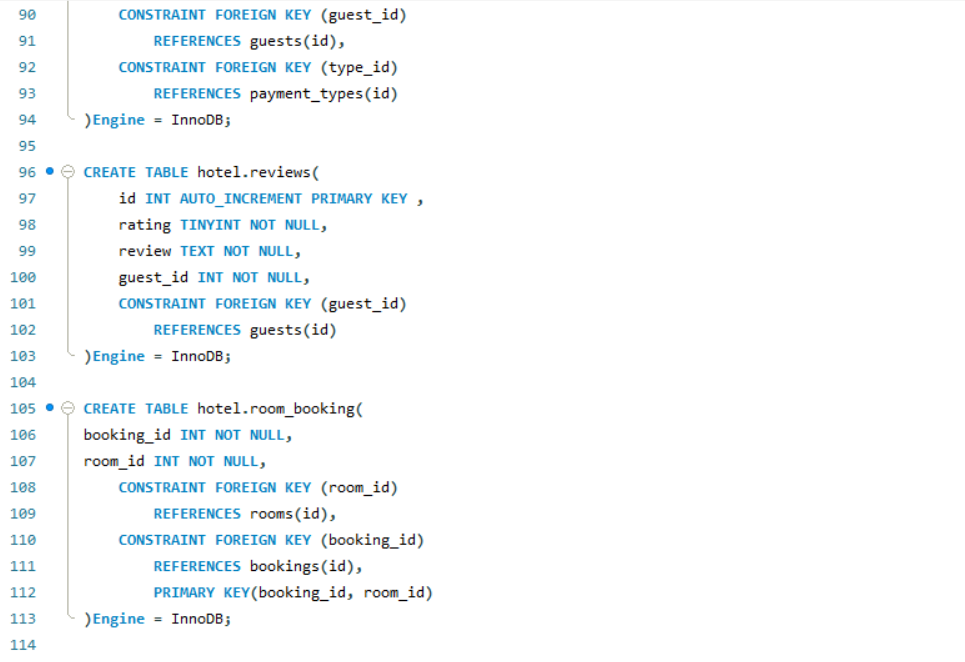 90 CONSTRAINT FOREIGN KEY (guest_id)
91 REFERENCES guests(id),
92 CONSTRAINT FOREIGN KEY (type_id)
93 REFERENCES payment_types(id)
94 )Engine = InnoDB;
95
96 CREATE TABLE hotel.reviews(
97 id INT AUTO_INCREMENT PRIMARY KEY ,
98 rating TINYINT NOT NULL,
99 review TEXT NOT NULL,
100 guest_id INT NOT NULL,
101 CONSTRAINT FOREIGN KEY (guest_id)
102 REFERENCES guests(id)
103 )Engine = InnoDB;
104
105 CREATE TABLE hotel.room_booking(
106 booking_id INT NOT NULL,
107 room_id INT NOT NULL,
108 CONSTRAINT FOREIGN KEY (room_id)
109 REFERENCES rooms(id),
110 CONSTRAINT FOREIGN KEY (booking_id)
111 REFERENCES bookings(id),
112 PRIMARY KEY(booking_id, room_id)
113 )Engine = InnoDB;
114